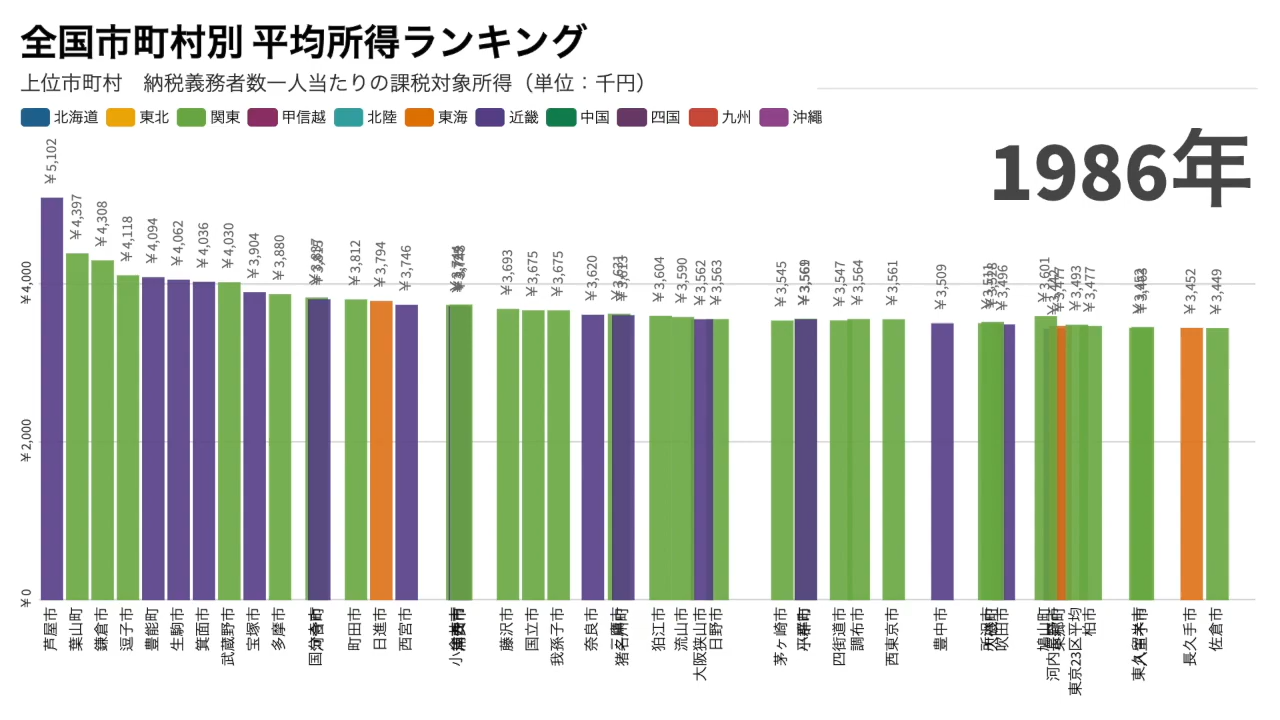 全国市町村別 平均所得ランキング
上位市町村　納税義務者数一人当たりの課税対象所得（単位：千円）
北海道 東北 関東 甲信越 北陸 東海 近畿 中国 四国 九州 沖縄
1986年
¥ 5,102
¥ 4,397
¥ 4,308
¥ 4,118
¥ 4,094
¥ 4,062
¥ 4,036
¥ 4,030
¥ 3,904
¥ 3,880
¥ 3,812
¥ 3,794
¥ 3,746
¥ 3,693
¥ 3,675
¥ 3,675
¥ 3,620
¥ 3,604
¥ 3,590
¥ 3,562
¥ 3,563
¥ 3,545
¥ 3,547
¥ 3,564
¥ 3,561
¥ 3,509
¥ 3,496
¥ 3,601
¥ 3,493
¥ 3,477
¥ 3,452
¥ 3,449
¥ 4,000
¥ 2,000
¥ 0
芦屋市
葉山町
鎌倉市
逗子市
豊能町
生駒市
箕面市
武蔵野市
宝塚市
多摩市
町田市
日進市
西宮市
藤沢市
国立市
我孫子市
奈良市
猪名川町
狛江市
流山市
大阪狭山市
日野市
茅ヶ崎市
四街道市
調布市
西東京市
豊中市
吹田市
東京23区平均
柏市
長久手市
佐倉市